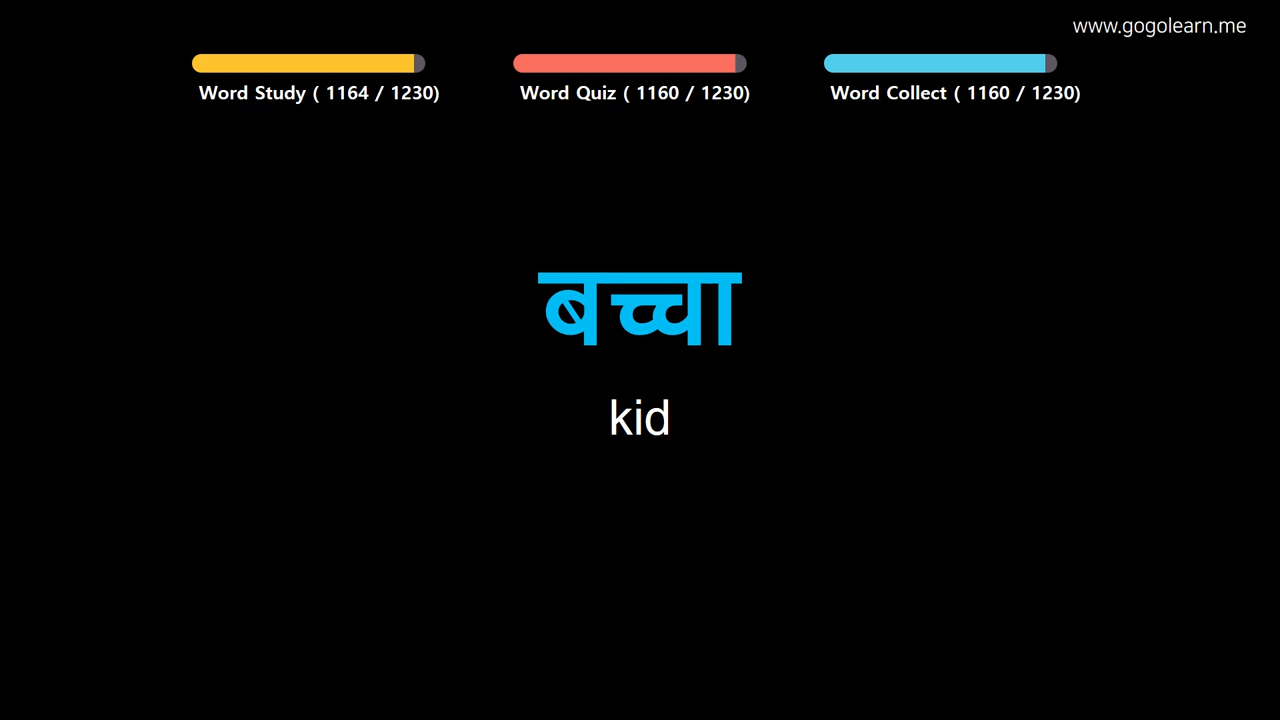 www.gogolearn.me
Word Study ( 1164 / 1230)
Word Quiz ( 1160 / 1230)
Word Collect ( 1160 / 1230)
बच्चा
kid